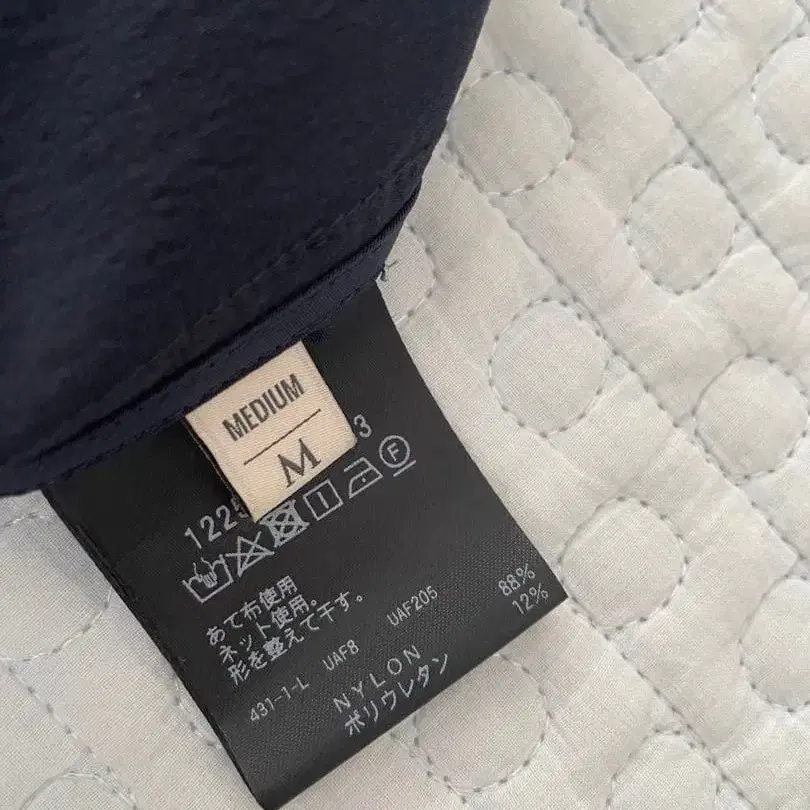 MEDIUM
M
3
あて布使用
ネット使用。
形を整えて干す。
431-1-L UAF8 UAF205
NYLON 88%
ポリウレタン 12%
F